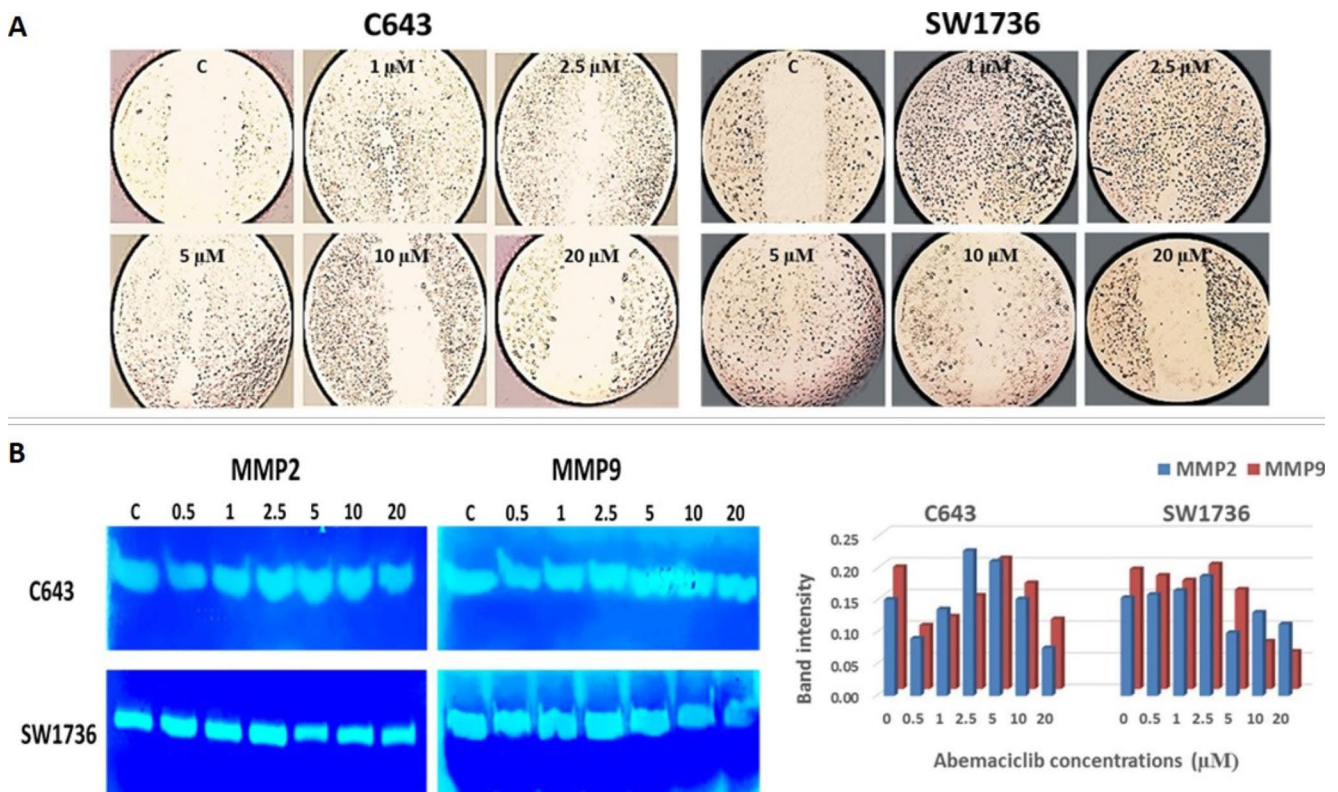 A
C643
SW1736
C
1 µM
2.5 µM
C
1 µM
2.5 µM
5 µM
10 µM
20 µM
5 µM
10 µM
20 µM
B
MMP2
MMP9
C 0.5 1 2.5 5 10 20
C 0.5 1 2.5 5 10 20
C643
SW1736
MMP2 MMP9
C643
SW1736
Band intensity
0.25
0.20
0.15
0.10
0.05
0.00
0 0.5 1 2.5 5 10 20
0 0.5 1 2.5 5 10 20
Abemaciclib concentrations (µM)